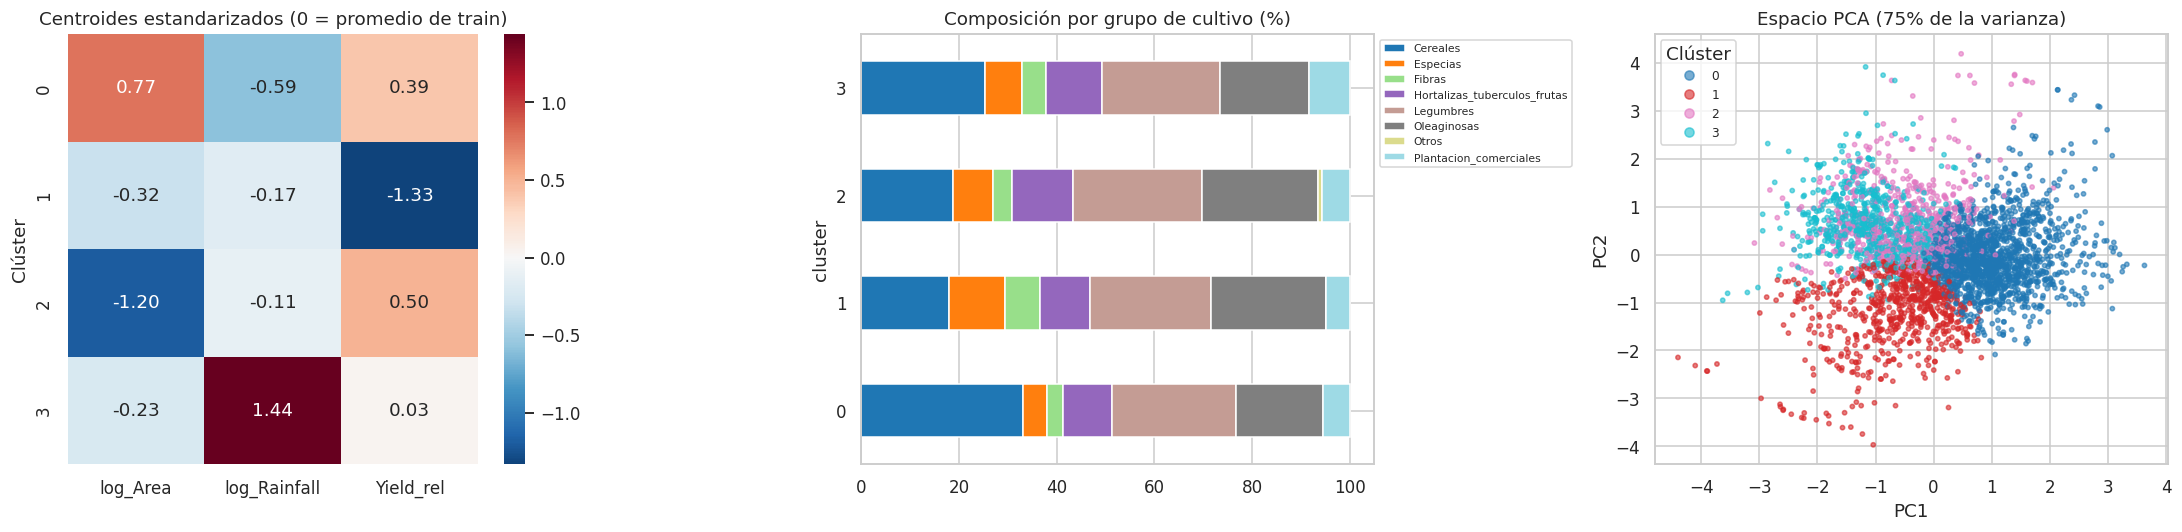 Centroides estandarizados (0 = promedio de train)
Clúster
0
1
2
3
0.77 -0.59 0.39
-0.32 -0.17 -1.33
-1.20 -0.11 0.50
-0.23 1.44 0.03
log_Area log_Rainfall Yield_rel
1.0
0.5
0.0
−0.5
−1.0
Composición por grupo de cultivo (%)
cluster
3
2
1
0
0 20 40 60 80 100
Cereales
Especias
Fibras
Hortalizas_tuberculos_frutas
Legumbres
Oleaginosas
Otros
Plantacion_comerciales
Espacio PCA (75% de la varianza)
Clúster
0
1
2
3
PC2
4
3
2
1
0
−1
−2
−3
−4
−4 −3 −2 −1 0 1 2 3 4
PC1